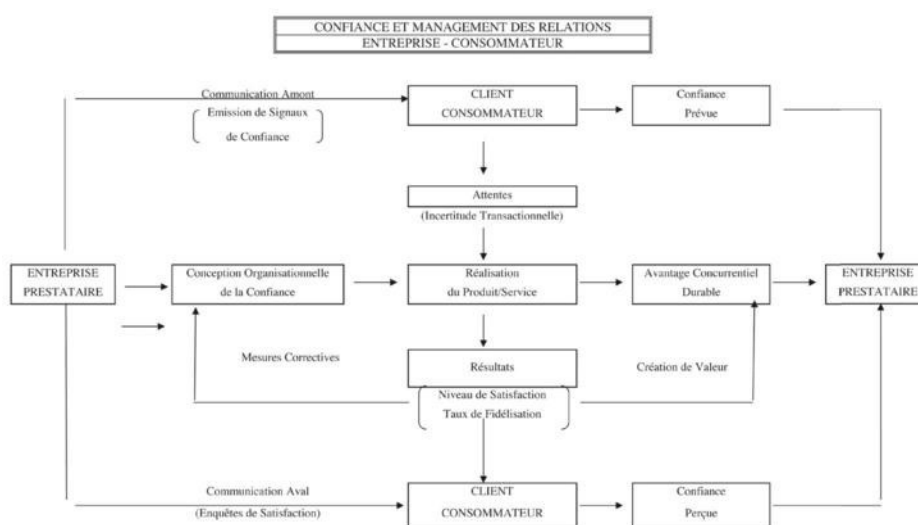 CONFIANCE ET MANAGEMENT DES RELATIONS
ENTREPRISE - CONSOMMATEUR
Communication Amont
Emission de Signaux
de Confiance
CLIENT
CONSOMMATEUR
Confiance
Prévue
Attentes
(Incertitude Transactionnelle)
ENTREPRISE
PRESTATAIRE
Conception Organisationnelle
de la Confiance
Réalisation
du Produit/Service
Avantage Concurrentiel
Durable
ENTREPRISE
PRESTATAIRE
Mesures Correctives
Résultats
Création de Valeur
Niveau de Satisfaction
Taux de Fidélisation
Communication Aval
(Enquêtes de Satisfaction)
CLIENT
CONSOMMATEUR
Confiance
Perçue